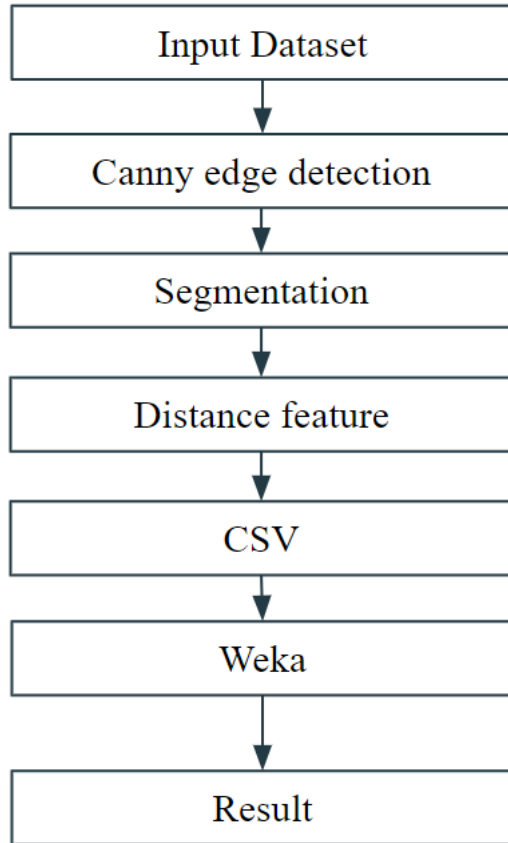 Input Dataset
Canny edge detection
Segmentation
Distance feature
CSV
Weka
Result